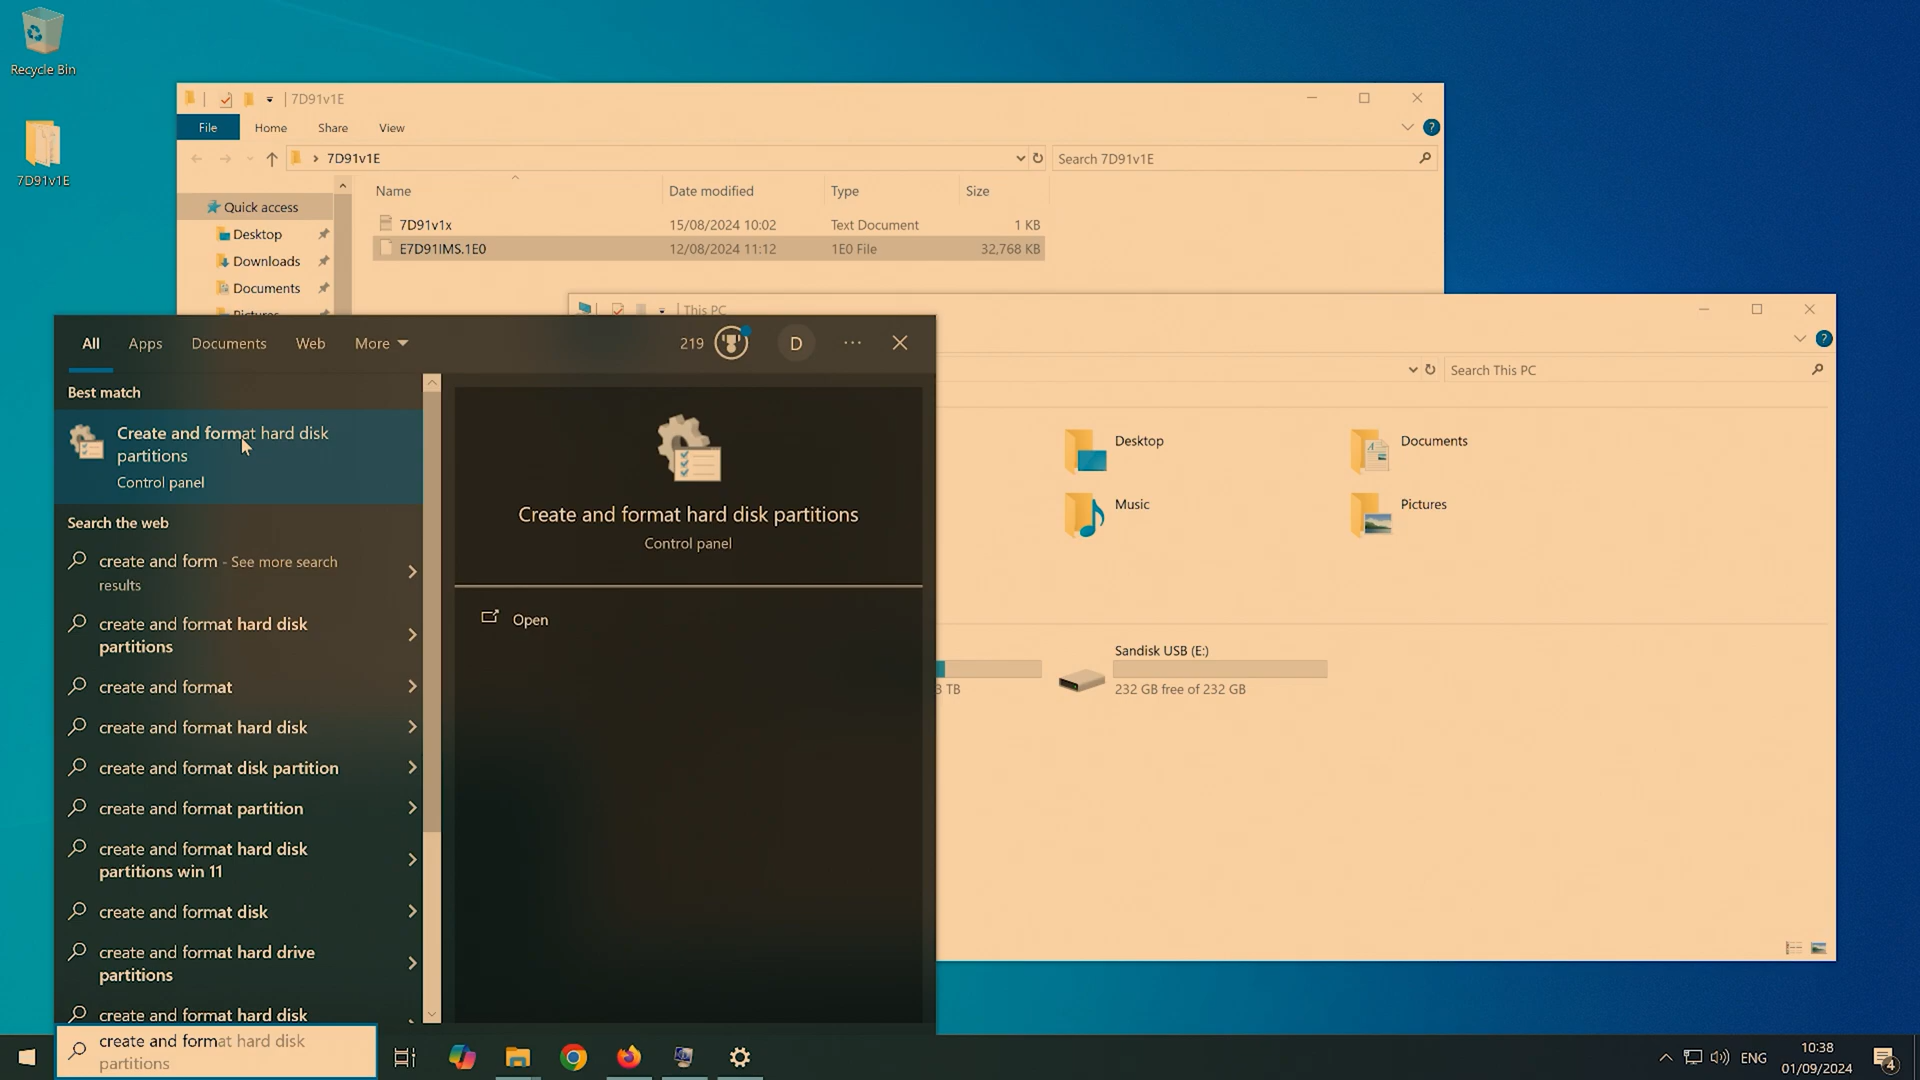 Recycle Bin
7D91v1E
7D91v1E
File Home Share View
7D91v1E
Search 7D91v1E
Name Date modified Type Size
Quick access
Desktop
Downloads
Documents
Pictures
7D91v1x 15/08/2024 10:02 Text Document 1 KB
E7D91IMS.1E0 12/08/2024 11:12 1E0 File 32,768 KB
This PC
Search This PC
Desktop
Documents
Music
Pictures
Sandisk USB (E:)
232 GB free of 232 GB
TB
All Apps Documents Web More 219 D
Best match
Create and format hard disk
partitions
Control panel
Search the web
create and form - See more search
results
create and format hard disk
partitions
create and format
create and format hard disk
create and format disk partition
create and format partition
create and format hard disk
partitions win 11
create and format disk
create and format hard drive
partitions
create and format hard disk
Create and format hard disk partitions
Control panel
Open
create and format hard disk
partitions
ENG
10:38
01/09/2024
4